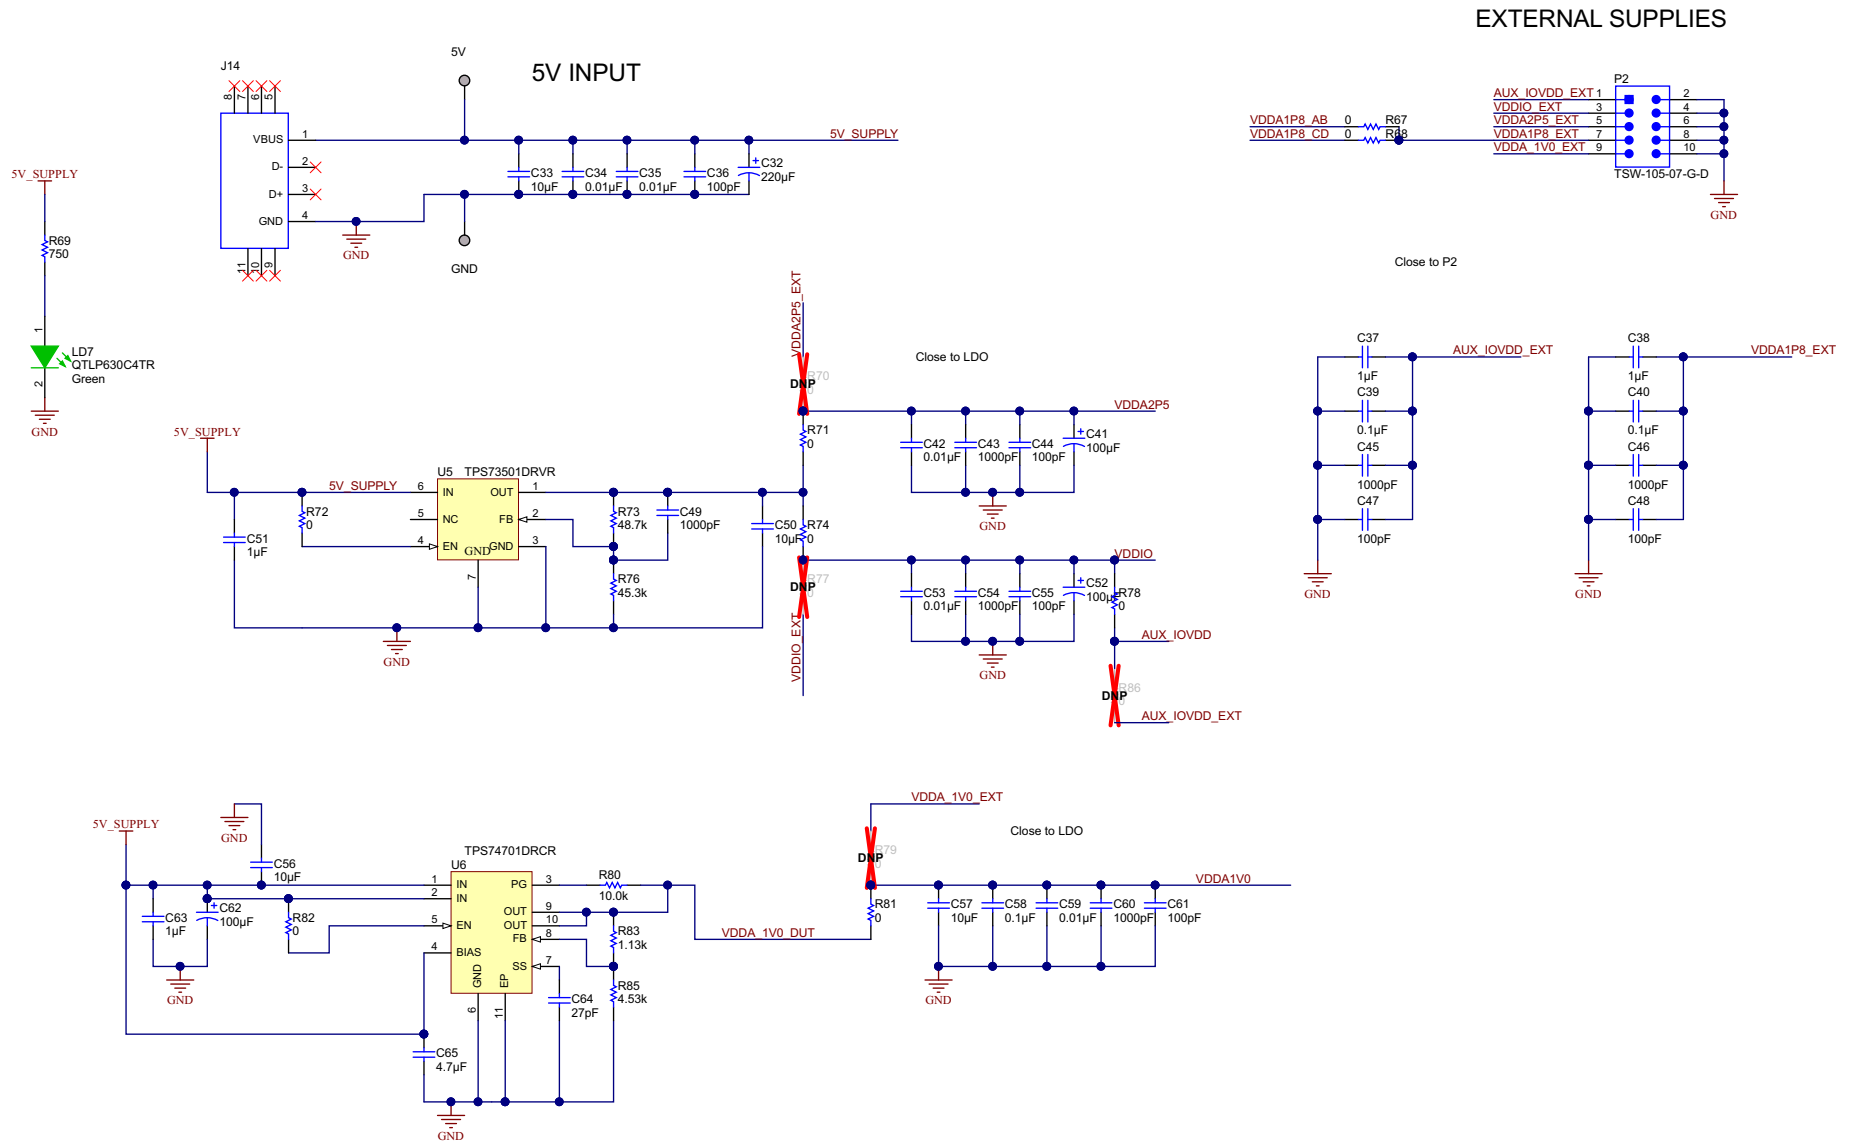 EXTERNAL SUPPLIES
5V INPUT
5V
J14
8 7 6 5
VBUS 1
D- 2
D+ 3
GND 4
11 10 9
GND
GND
5V_SUPPLY
C33
10µF
C34
0.01µF
C35
0.01µF
C36
100pF
C32
220µF
+
VDDA1P8_AB 0 R67
VDDA1P8_CD 0 R68
P2
AUX_IOVDD_EXT 1 2
VDDIO_EXT 3 4
VDDA2P5_EXT 5 6
VDDA1P8_EXT 7 8
VDDA_1V0_EXT 9 10
TSW-105-07-G-D
GND
5V_SUPPLY
R69
750
1
LD7
QTLP630C4TR
Green
2
GND
Close to P2
C37
1µF
C39
0.1µF
C45
1000pF
C47
100pF
AUX_IOVDD_EXT
GND
C38
1µF
C40
0.1µF
C46
1000pF
C48
100pF
VDDA1P8_EXT
GND
5V_SUPPLY
5V_SUPPLY
C51
1µF
R72
0
U5 TPS73501DRVR
6 IN OUT 1
5 NC FB 2
4 EN GND 3
GND
7
GND
R73
48.7k
R76
45.3k
C49
1000pF
C50
10µF
VDDA2P5_EXT
R70
0
DNP
R71
0
R74
0
R77
0
DNP
VDDIO_EXT
Close to LDO
VDDA2P5
C42
0.01µF
C43
1000pF
C44
100pF
+
C41
100µF
GND
VDDIO
C53
0.01µF
C54
1000pF
C55
100pF
+
C52
100µF
R78
0
GND
AUX_IOVDD
R86
0
DNP
AUX_IOVDD_EXT
5V_SUPPLY
GND
C56
10µF
C63
1µF
+
C62
100µF
GND
R82
0
TPS74701DRCR
U6
1 IN PG 3
2 IN
OUT 9
5 EN OUT 10
FB 8
4 BIAS
SS 7
GND EP
6 11
R80
10.0k
R83
1.13k
R85
4.53k
C64
27pF
C65
4.7µF
GND
VDDA_1V0_DUT
VDDA_1V0_EXT
R79
0
DNP
R81
0
Close to LDO
VDDA1V0
C57
10µF
C58
0.1µF
C59
0.01µF
C60
1000pF
C61
100pF
GND